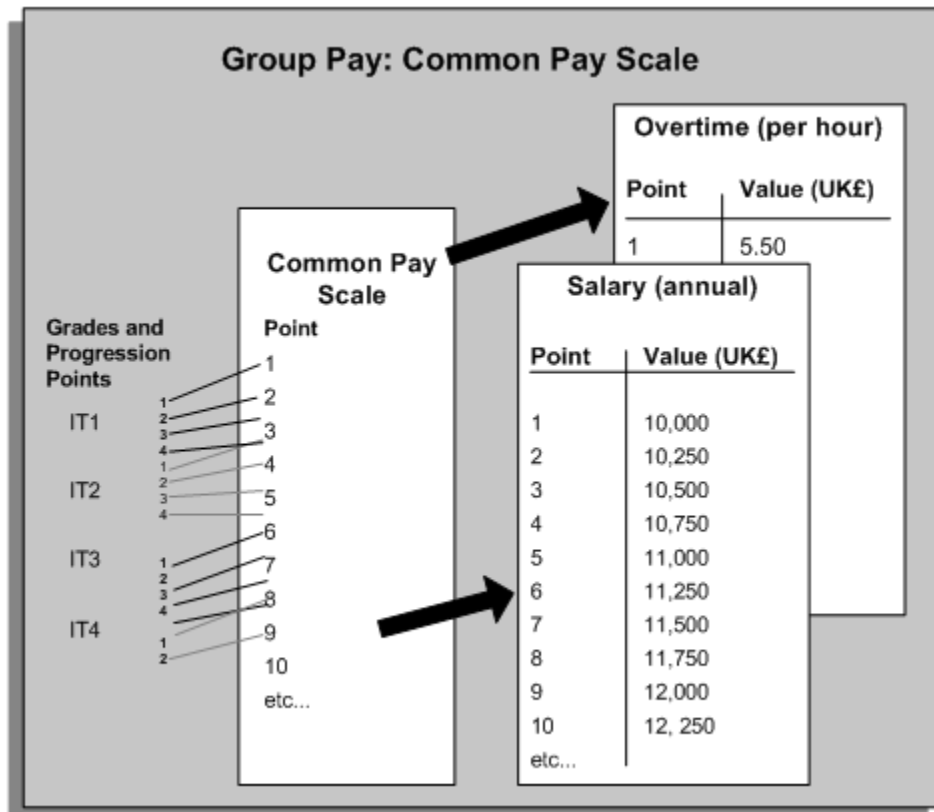 Group Pay: Common Pay Scale
Overtime (per hour)
Point Value (UK£)
1 5.50
Common Pay
Scale
Point
1
2
3
4
5
6
7
8
9
10
etc...
Grades and
Progression
Points
IT1
1
2
3
4
IT2
1
2
3
4
IT3
1
2
3
4
IT4
1
2
Salary (annual)
Point Value (UK£)
1 10,000
2 10,250
3 10,500
4 10,750
5 11,000
6 11,250
7 11,500
8 11,750
9 12,000
10 12, 250
etc...